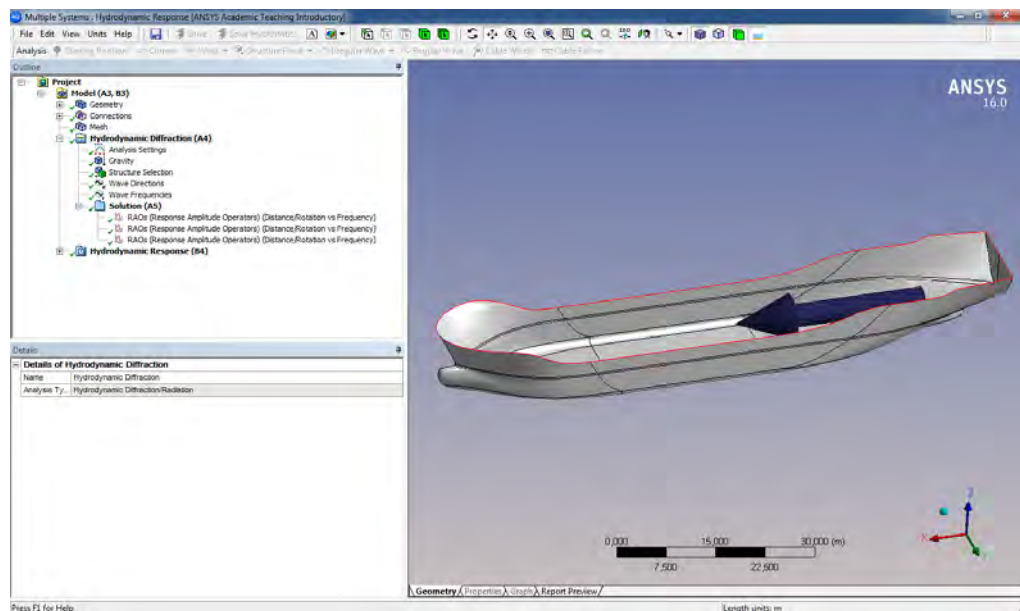 Multiple Systems : Hydrodynamic Response [ANSYS Academic Teaching Introductory]
File Edit View Units Help
Analysis
Outline
Project
Model (A3, B3)
Geometry
Connections
Mesh
Hydrodynamic Diffraction (A4)
Analysis Settings
Gravity
Structure Selection
Wave Directions
Wave Frequencies
Solution (A5)
RAOs (Response Amplitude Operators) (Distance/Rotation vs Frequency)
RAOs (Response Amplitude Operators) (Distance/Rotation vs Frequency)
RAOs (Response Amplitude Operators) (Distance/Rotation vs Frequency)
Hydrodynamic Response (B4)
Details
Details of Hydrodynamic Diffraction
Name Hydrodynamic Diffraction
Analysis Ty... Hydrodynamic Diffraction/Radiation
ANSYS
16.0
0,000 15,000 30,000 (m)
7,500 22,500
Z
X
Geometry Properties Graph Report Preview
Press F1 for Help Length units: m